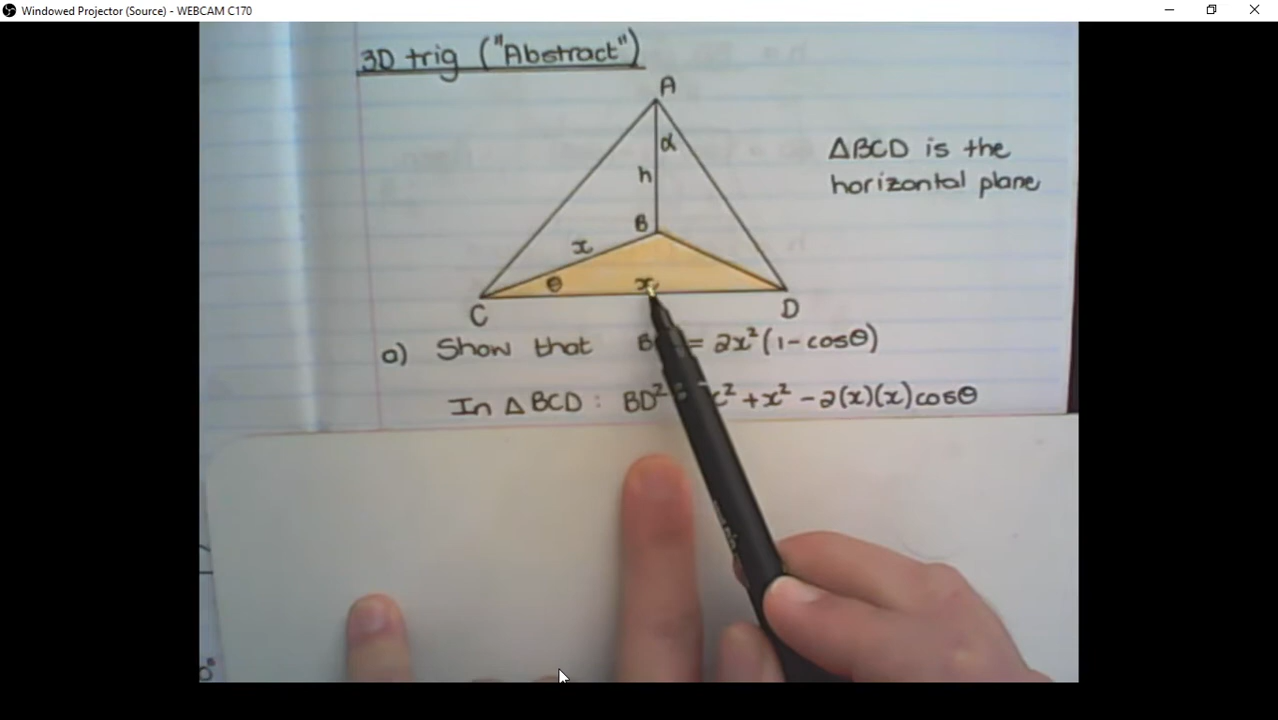 Windowed Projector (Source) - WEBCAM C170
3D trig ("Abstract")
A
α
h
ΔBCD is the
horizontal plane
B
x
θ
x
C
D
a) Show that = 2x²(1 - cosθ)
In ΔBCD : BD² + x² - 2(x)(x)cosθ